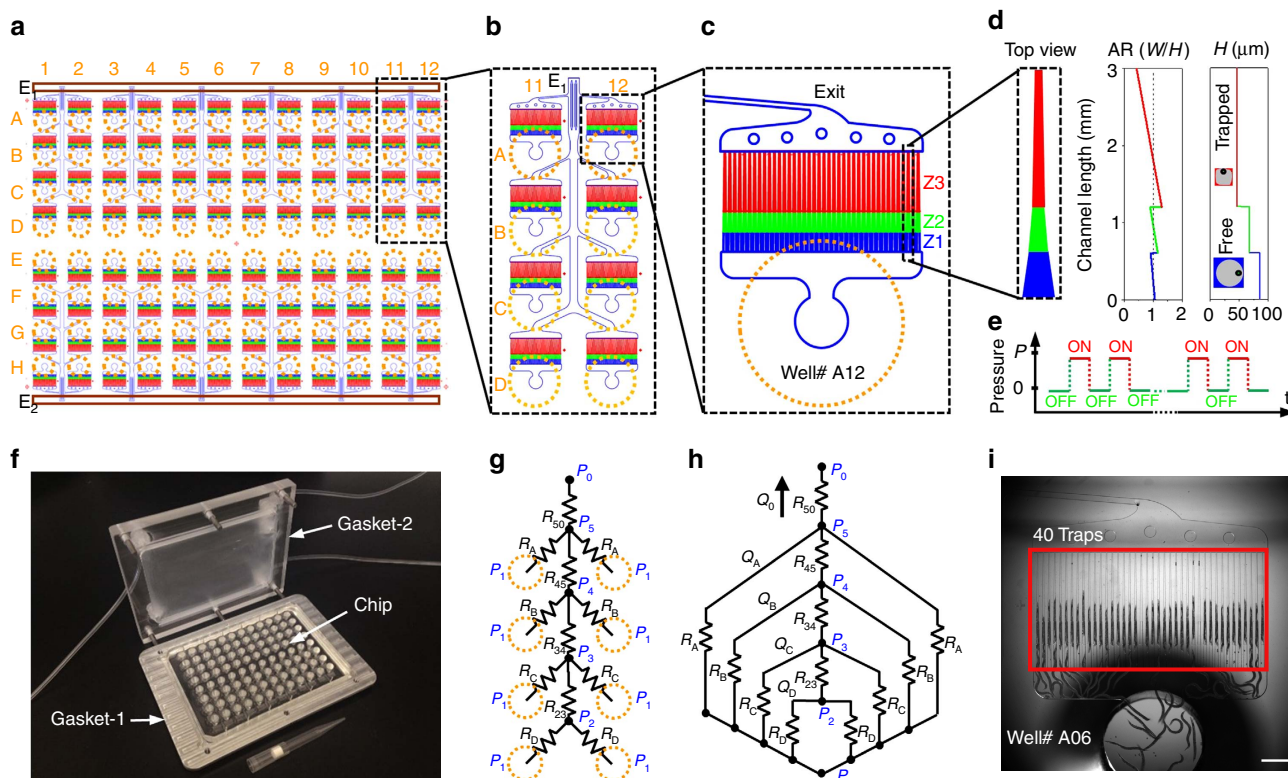 a
1 2 3 4 5 6 7 8 9 10 11 12
E
A
B
C
D
E
F
G
H
E2
b
11 12
E1
A
B
C
D
c
Exit
Z3
Z2
Z1
Well# A12
d
Top view
AR (W/H)
H (μm)
Channel length (mm)
3
2
1
0
0 1 2
0 50 100
Trapped
Free
e
Pressure
P
0
ON ON ON ON
OFF OFF OFF OFF
t
f
Gasket-2
Chip
Gasket-1
g
P0
R50
P5
RA RA
P1 P1
R45
P4
RB RB
P1 P1
R34
P3
RC RC
P1 P1
R23
P2
RD RD
P1 P1
h
P0
Q0
R50
P5
QA
R45
P4
QB
R34
P3
QC
R23
QD
P2
RA RB RC RD RD RC RB RA
P
i
40 Traps
Well# A06